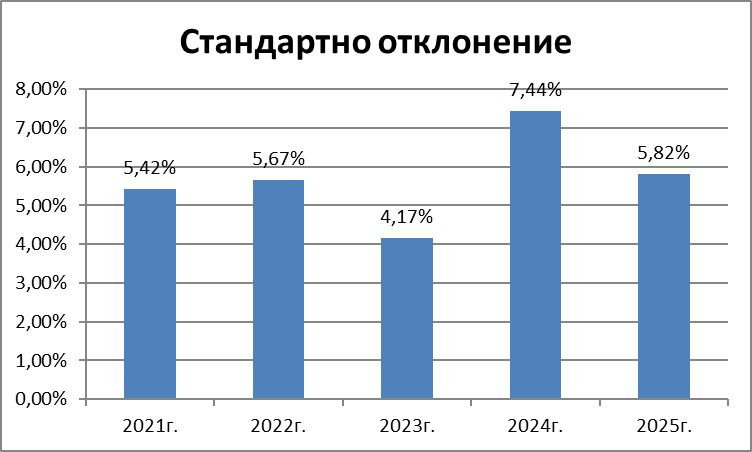 Стандартно отклонение
8,00%
7,00%
6,00%
5,00%
4,00%
3,00%
2,00%
1,00%
0,00%
5,42%
5,67%
4,17%
7,44%
5,82%
2021г.
2022г.
2023г.
2024г.
2025г.